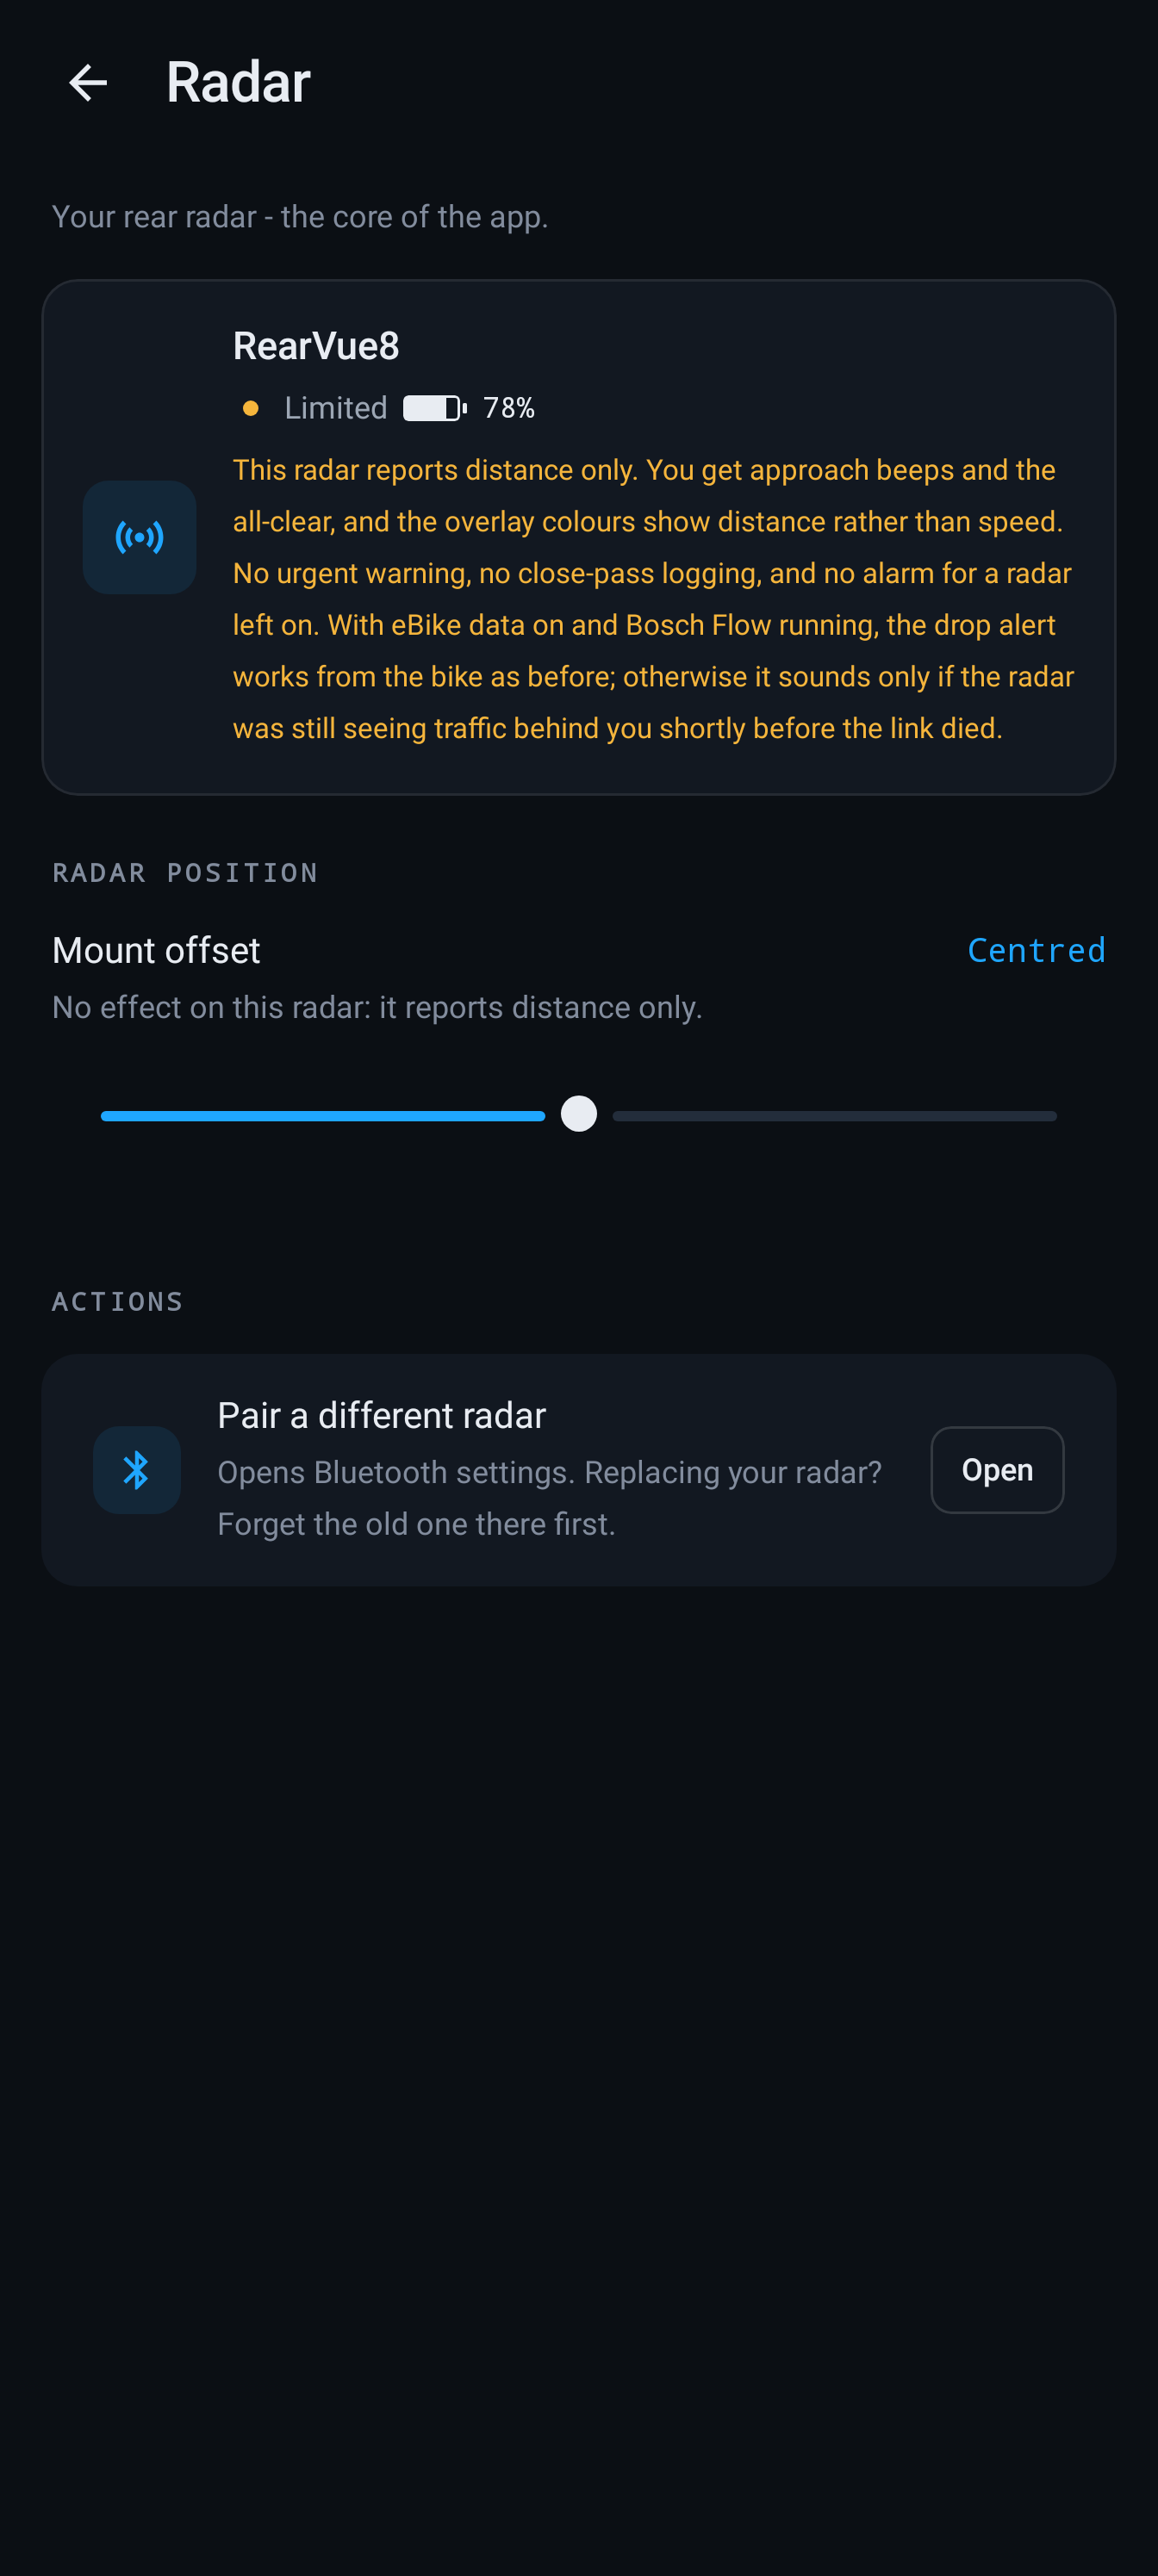 Radar
Your rear radar - the core of the app.
RearVue8
Limited 78%
This radar reports distance only. You get approach beeps and the
all-clear, and the overlay colours show distance rather than speed.
No urgent warning, no close-pass logging, and no alarm for a radar
left on. With eBike data on and Bosch Flow running, the drop alert
works from the bike as before; otherwise it sounds only if the radar
was still seeing traffic behind you shortly before the link died.
RADAR POSITION
Mount offset Centred
No effect on this radar: it reports distance only.
ACTIONS
Pair a different radar
Opens Bluetooth settings. Replacing your radar?
Forget the old one there first.
Open